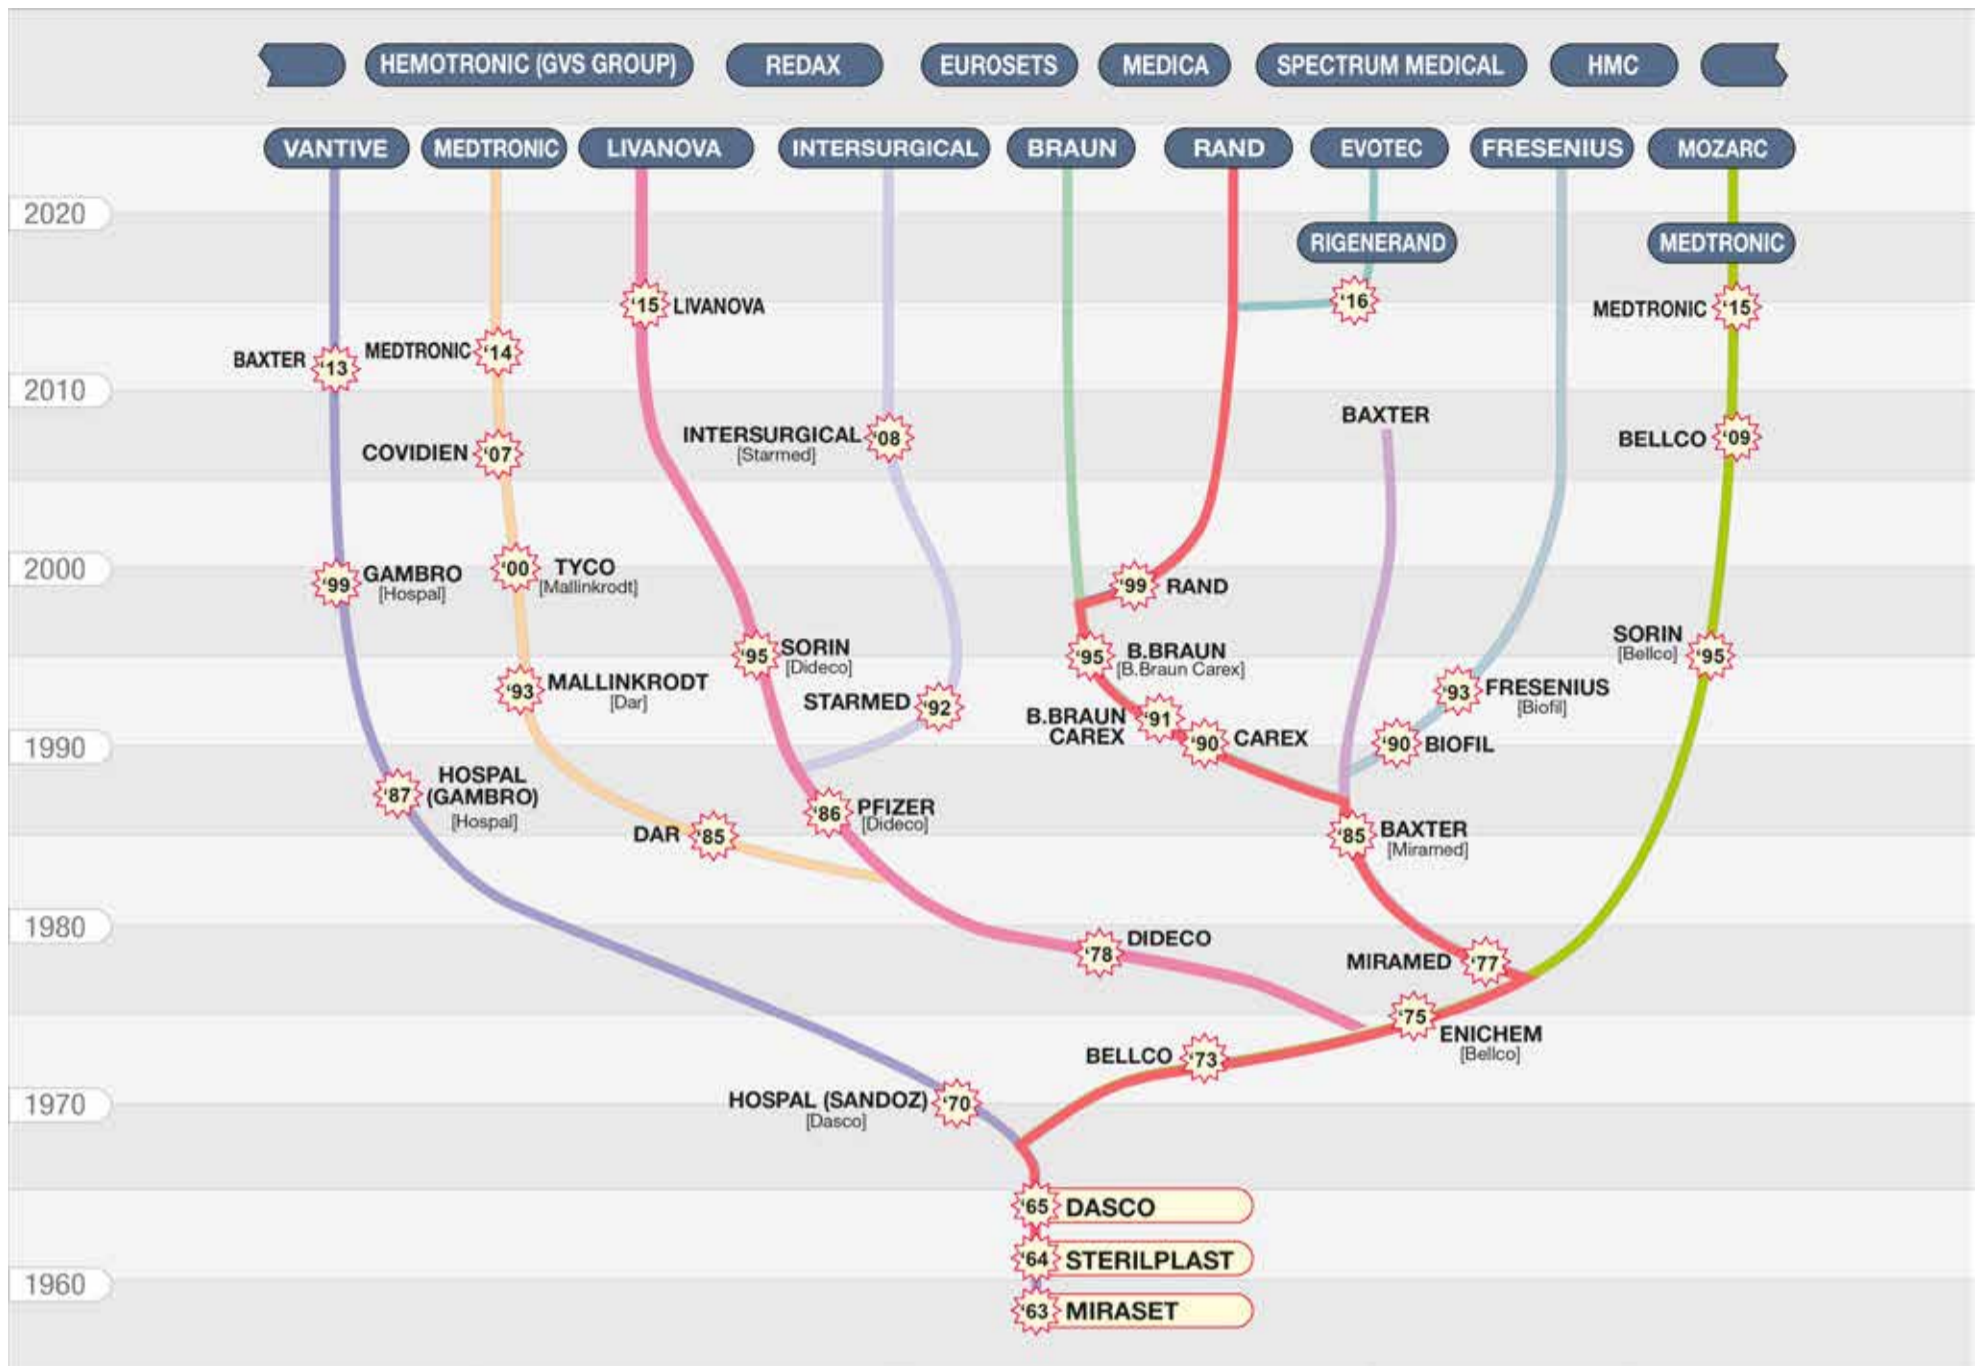 HEMOTRONIC (GVS GROUP)
REDAX
EUROSETS
MEDICA
SPECTRUM MEDICAL
HMC
VANTIVE
MEDTRONIC
LIVANOVA
INTERSURGICAL
BRAUN
RAND
EVOTEC
FRESENIUS
MOZARC
2020
RIGENERAND
MEDTRONIC
‘16
‘15 LIVANOVA
MEDTRONIC ‘15
BAXTER ‘13
MEDTRONIC ‘14
2010
BAXTER
COVIDIEN ‘07
INTERSURGICAL ‘08
[Starmed]
BELLCO ‘09
2000
‘99 GAMBRO
[Hospal]
‘00 TYCO
[Mallinkrodt]
‘99 RAND
‘95 SORIN
[Dideco]
‘95 B.BRAUN
[B.Braun Carex]
SORIN ‘95
[Bellco]
‘93 MALLINKRODT
[Dar]
STARMED ‘92
B.BRAUN ‘91
CAREX
‘90 CAREX
‘93 FRESENIUS
[Biofil]
‘90 BIOFIL
1990
‘87 HOSPAL
(GAMBRO)
[Hospal]
DAR ‘85
‘86 PFIZER
[Dideco]
‘85 BAXTER
[Miramed]
1980
‘78 DIDECO
MIRAMED ‘77
‘75 ENICHEM
[Bellco]
BELLCO ‘73
1970
HOSPAL (SANDOZ) ‘70
[Dasco]
‘65 DASCO
‘64 STERILPLAST
1960
‘63 MIRASET